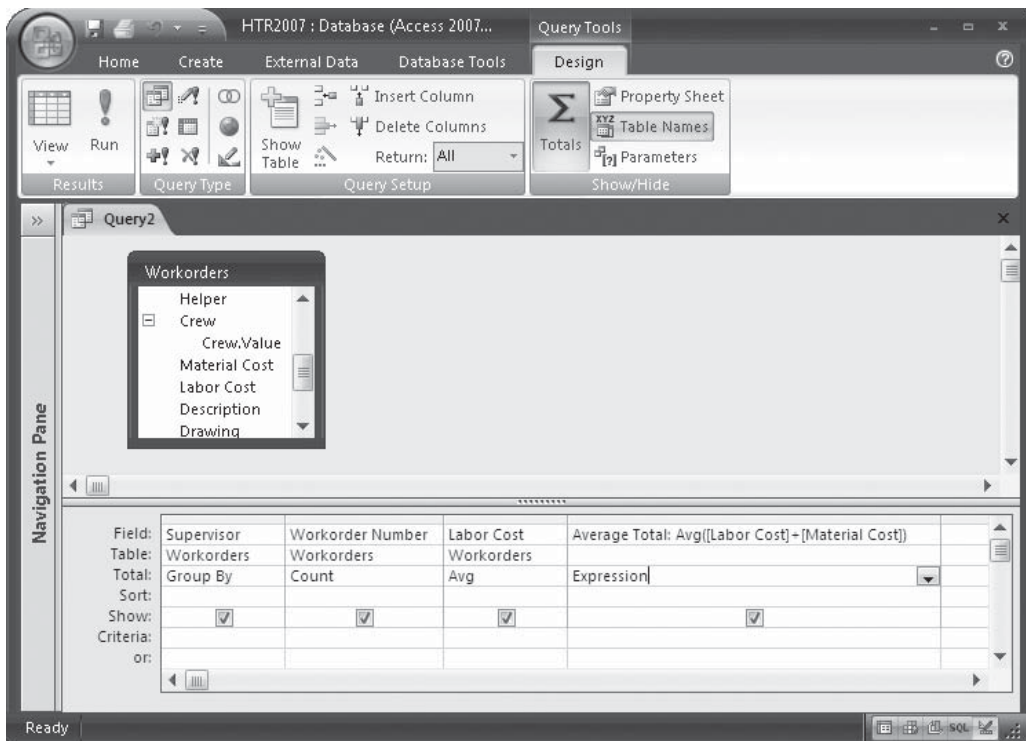 HTR2007 : Database (Access 2007...
Query Tools
Home Create External Data Database Tools Design
View
Run
Show Table
Insert Column
Delete Columns
Return: All
Totals
Property Sheet
XYZ
Table Names
[?] Parameters
Results Query Type Query Setup Show/Hide
Query2
Navigation Pane
Workorders
Helper
Crew
Crew.Value
Material Cost
Labor Cost
Description
Drawing
Field: Supervisor Workorder Number Labor Cost Average Total: Avg([Labor Cost]+[Material Cost])
Table: Workorders Workorders Workorders
Total: Group By Count Avg Expression
Sort:
Show:
Criteria:
or:
Ready
SQL